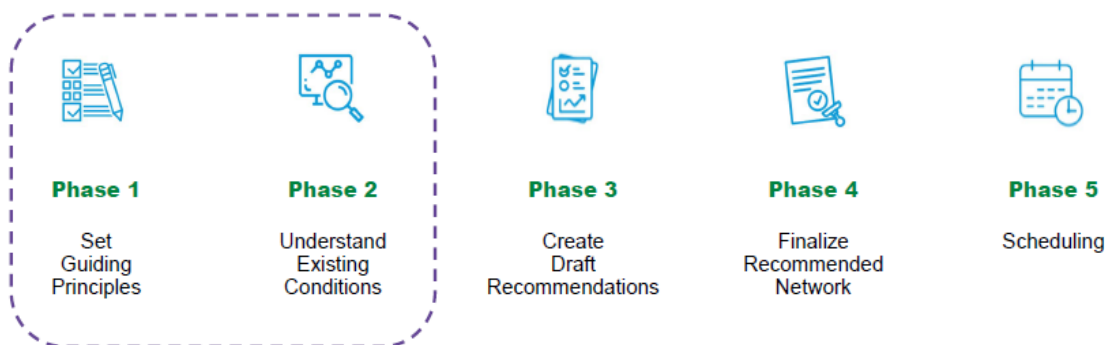 Phase 1
Set
Guiding
Principles
Phase 2
Understand
Existing
Conditions
Phase 3
Create
Draft
Recommendations
Phase 4
Finalize
Recommended
Network
Phase 5
Scheduling